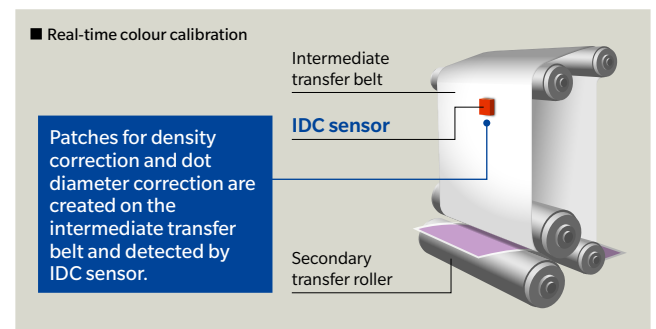 ■ Real-time colour calibration
Intermediate
transfer belt
IDC sensor
Patches for density
correction and dot
diameter correction are
created on the
intermediate transfer
belt and detected by
IDC sensor.
Secondary
transfer roller